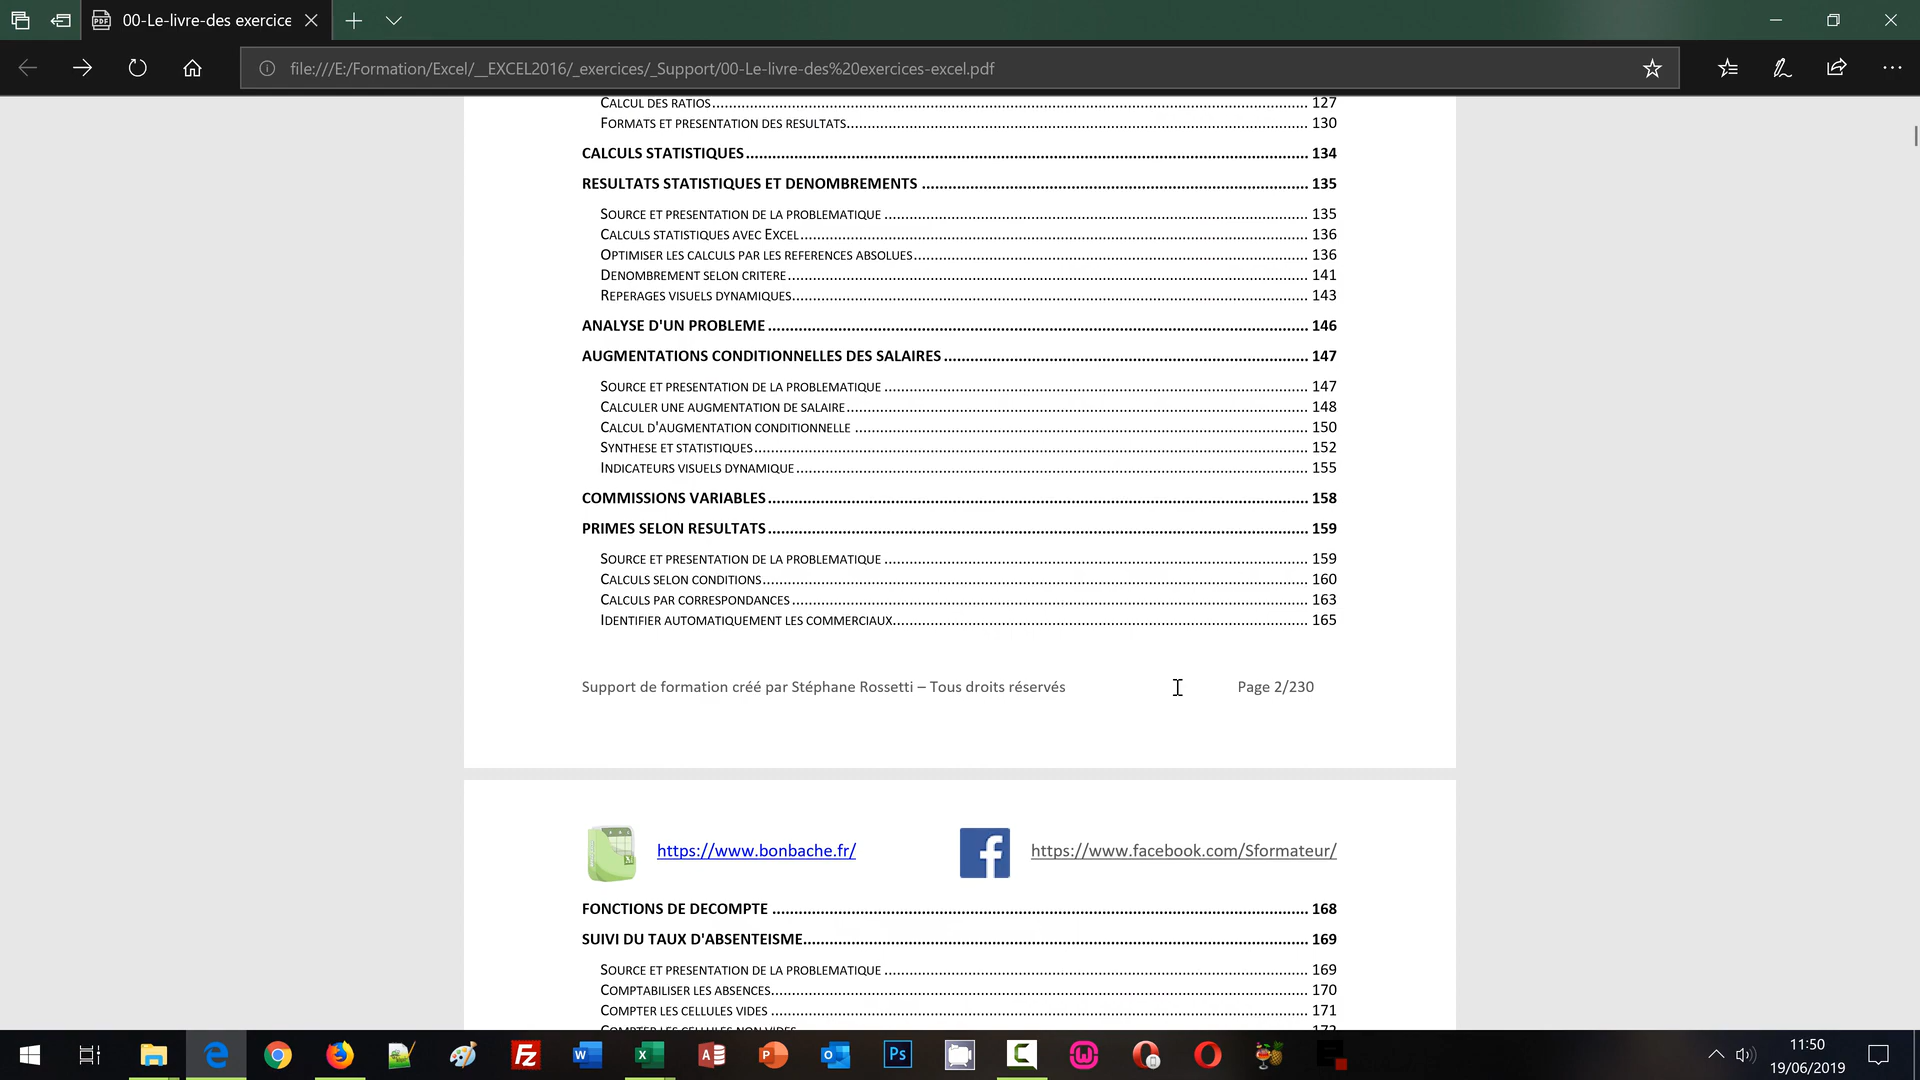 00-Le-livre-des exercice
file:///E:/Formation/Excel/__EXCEL2016/_exercices/_Support/00-Le-livre-des%20exercices-excel.pdf
CALCUL DES RATIOS 127
FORMATS ET PRESENTATION DES RESULTATS 130
CALCULS STATISTIQUES 134
RESULTATS STATISTIQUES ET DENOMBREMENTS 135
SOURCE ET PRESENTATION DE LA PROBLEMATIQUE 135
CALCULS STATISTIQUES AVEC EXCEL 136
OPTIMISER LES CALCULS PAR LES REFERENCES ABSOLUES 136
DENOMBREMENT SELON CRITERE 141
REPERAGES VISUELS DYNAMIQUES 143
ANALYSE D'UN PROBLEME 146
AUGMENTATIONS CONDITIONNELLES DES SALAIRES 147
SOURCE ET PRESENTATION DE LA PROBLEMATIQUE 147
CALCULER UNE AUGMENTATION DE SALAIRE 148
CALCUL D'AUGMENTATION CONDITIONNELLE 150
SYNTHESE ET STATISTIQUES 152
INDICATEURS VISUELS DYNAMIQUE 155
COMMISSIONS VARIABLES 158
PRIMES SELON RESULTATS 159
SOURCE ET PRESENTATION DE LA PROBLEMATIQUE 159
CALCULS SELON CONDITIONS 160
CALCULS PAR CORRESPONDANCES 163
IDENTIFIER AUTOMATIQUEMENT LES COMMERCIAUX 165
Support de formation créé par Stéphane Rossetti – Tous droits réservés Page 2/230
https://www.bonbache.fr/ https://www.facebook.com/Sformateur/
FONCTIONS DE DECOMPTE 168
SUIVI DU TAUX D'ABSENTEISME 169
SOURCE ET PRESENTATION DE LA PROBLEMATIQUE 169
COMPTABILISER LES ABSENCES 170
COMPTER LES CELLULES VIDES 171
COMPTER LES CELLULES NON VIDES 172
11:50
19/06/2019